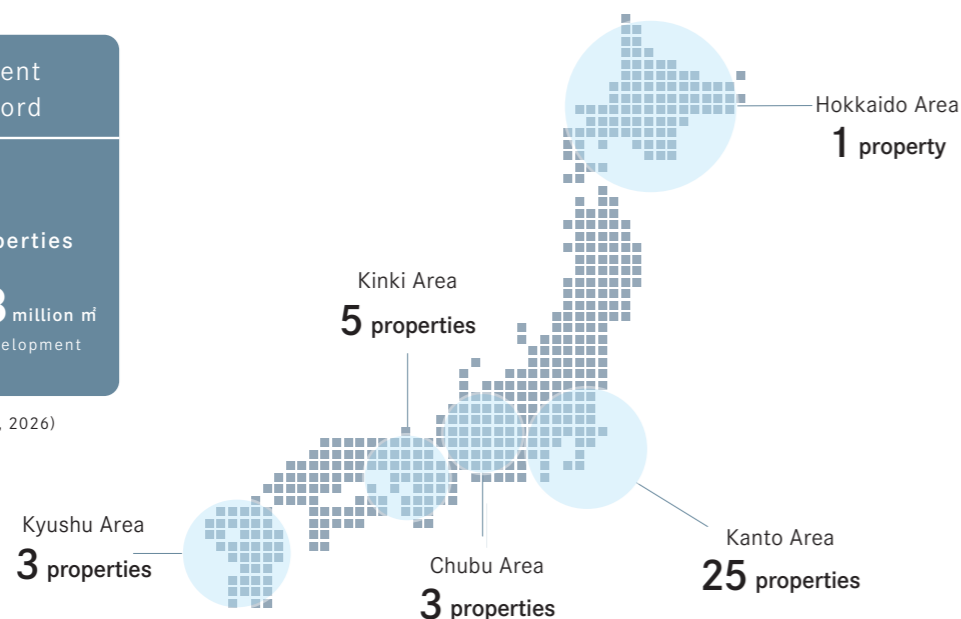 ent
ord
perties
3 million ㎡
elopment
, 2026)
Hokkaido Area
1 property
Kinki Area
5 properties
Kyushu Area
3 properties
Chubu Area
3 properties
Kanto Area
25 properties